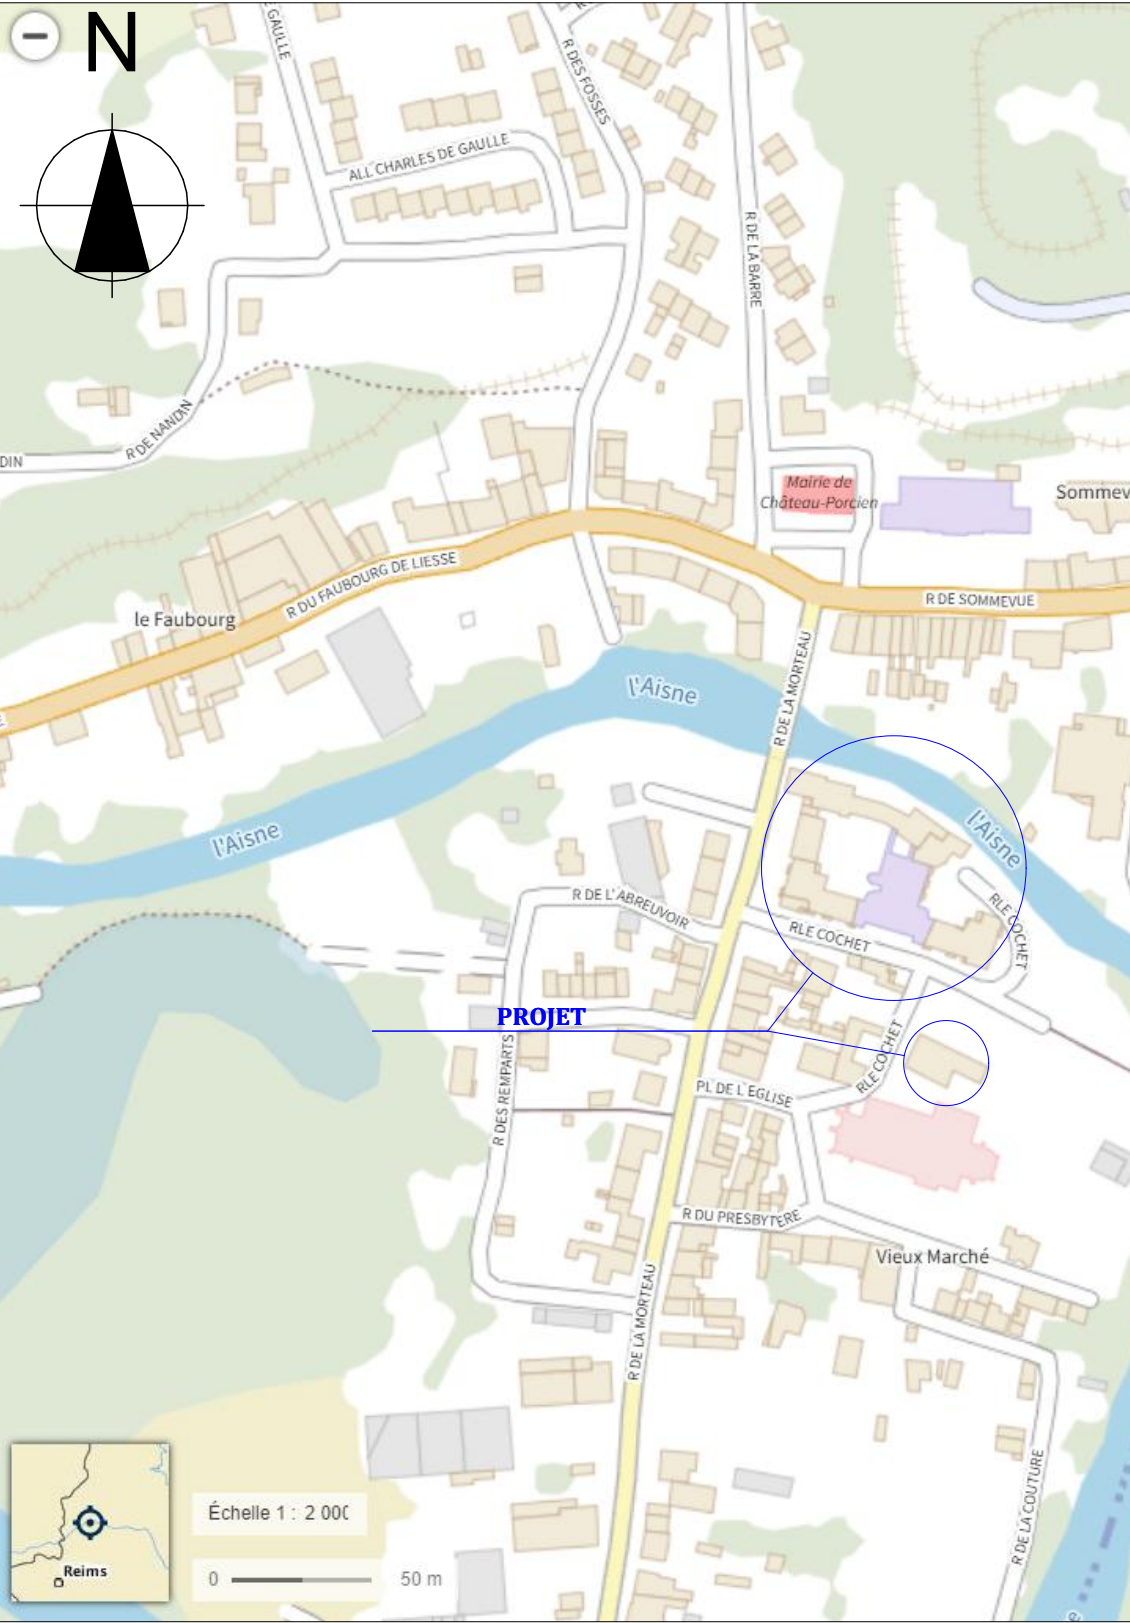 N
E GAULLE
R DES FOSSES
ALL CHARLES DE GAULLE
R DE LA BARRE
R DE NANDIN
DIN
Mairie de
Château-Porcien
Sommev
R DU FAUBOURG DE LIESSE
R DE SOMMEVUE
le Faubourg
l'Aisne
R DE LA MORTEAU
l'Aisne
l'Aisne
R DE L'ABREUVOIR
RLE COCHET
RLE COCHET
PROJET
RLE COCHET
R DES REMPARTS
PL DE L'EGLISE
R DU PRESBYTERE
Vieux Marché
R DE LA MORTEAU
R DE LA COUTURE
Échelle 1 : 2 000
Reims
0 50 m